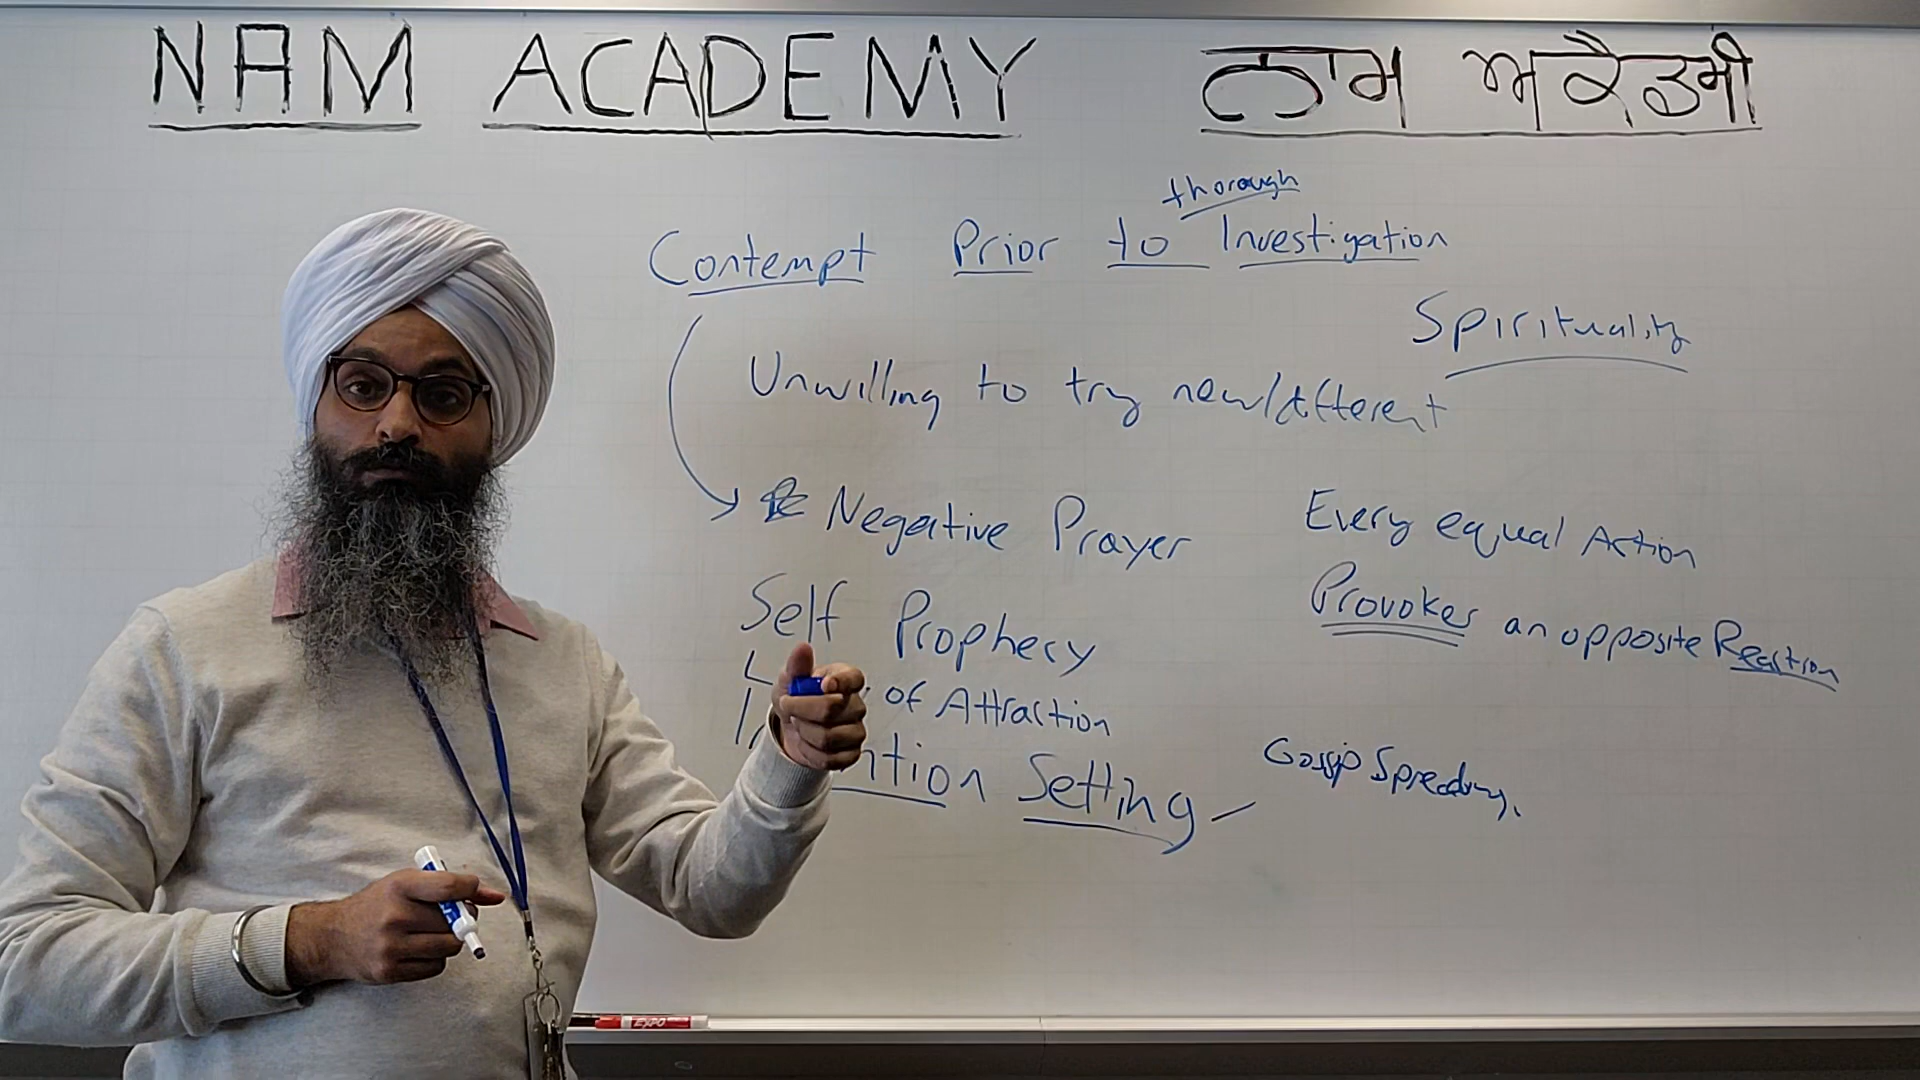 NAM ACADEMY ਨਾਮ ਅਕੈਡਮੀ
thorough
Contempt Prior to Investigation
Spirituality
Unwilling to try new/different
Negative Prayer
Every equal Action
Provokes an opposite Reaction
Self Prophecy
of Attraction
Setting
Gossip Spreading.
EXPO